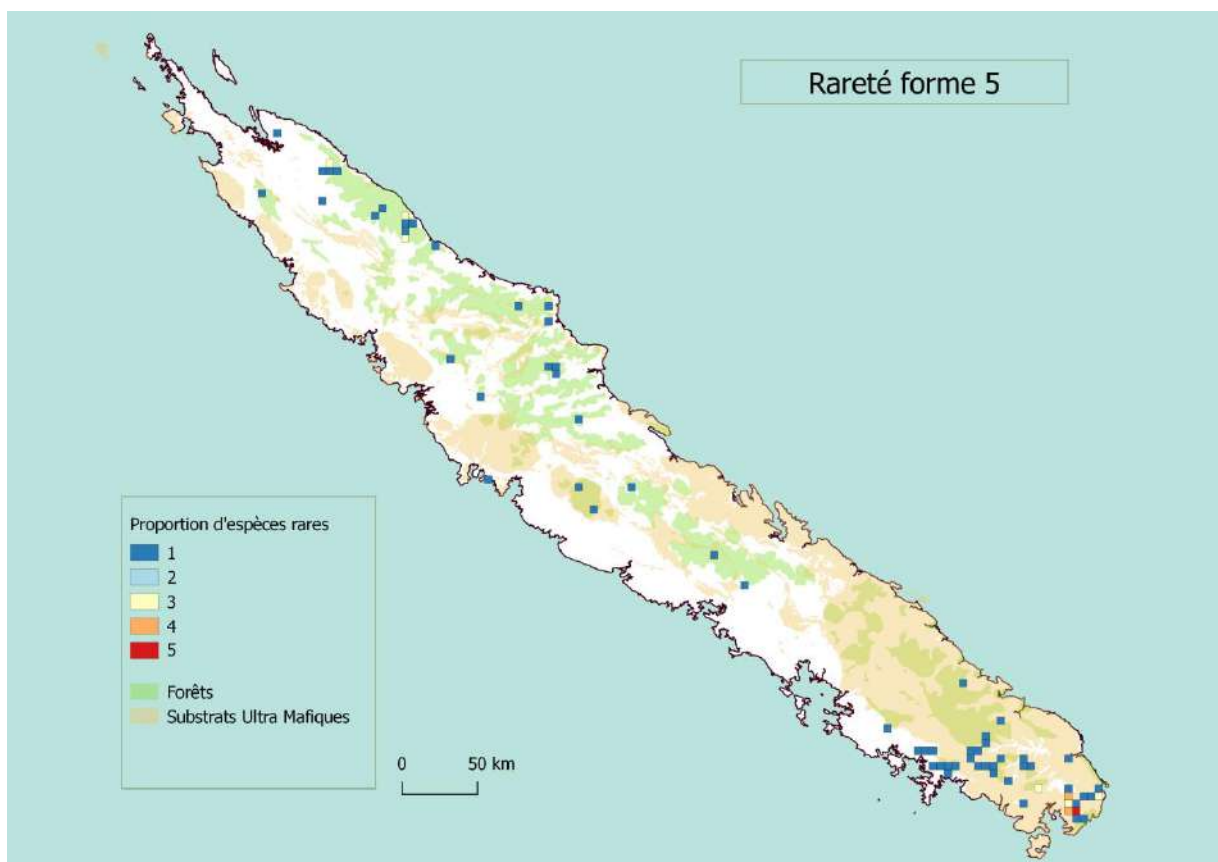 Rareté forme 5
Proportion d'espèces rares
1
2
3
4
5
Forêts
Substrats Ultra Mafiques
0 50 km